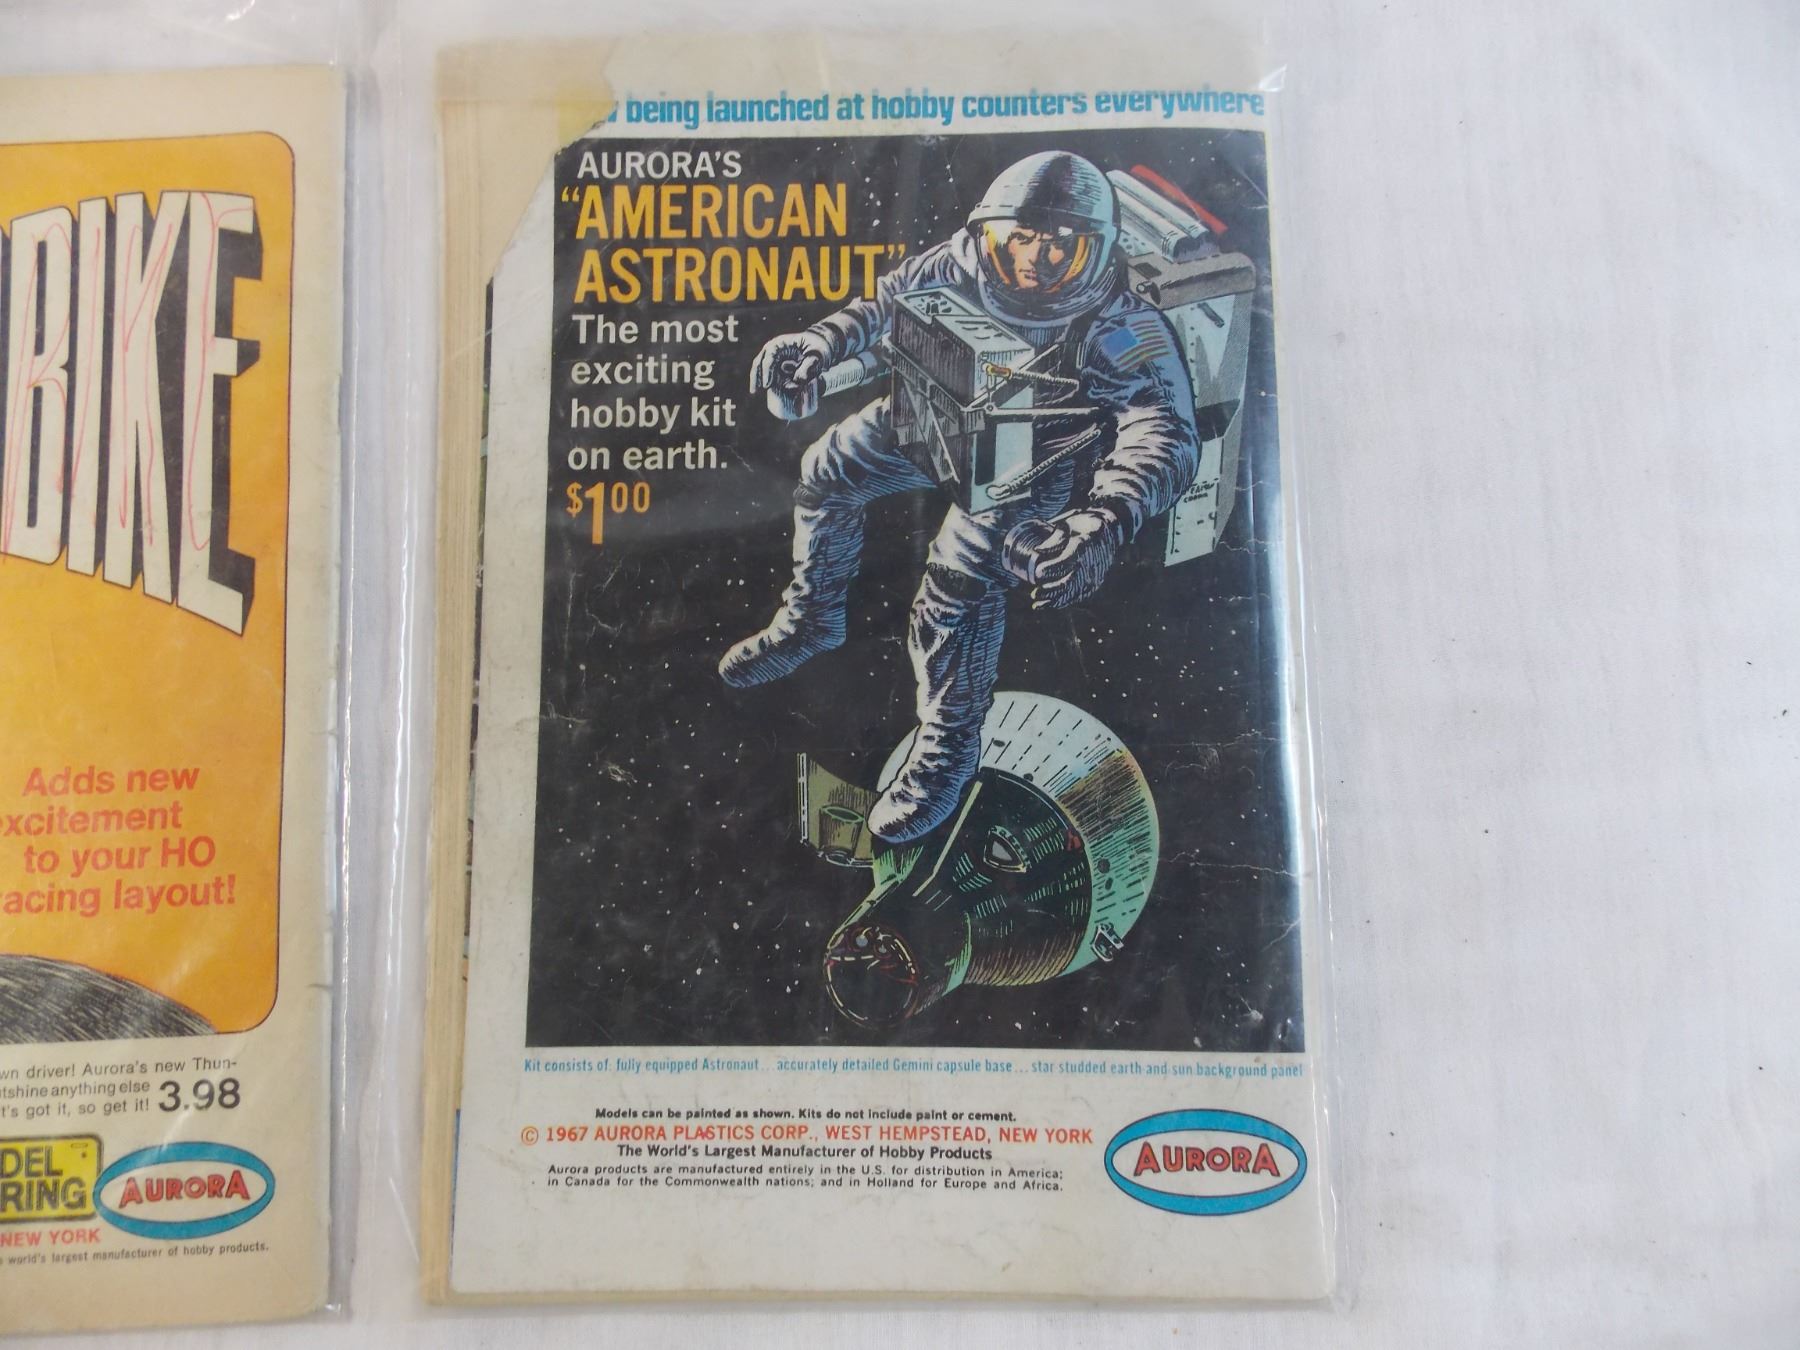 BIKE
Adds new
excitement
to your HO
racing layout!
driver! Aurora's new Thun-
anything else
it's got it, so get it! 3.98
AURORA
NEW YORK
world's largest manufacturer of hobby products.
being launched at hobby counters everywhere
AURORA'S
"AMERICAN
ASTRONAUT"
The most
exciting
hobby kit
on earth.
$1.00
Kit consists of: fully equipped Astronaut...accurately detailed Gemini capsule base...star studded earth and sun background panel
Models can be painted as shown. Kits do not include paint or cement.
© 1967 AURORA PLASTICS CORP., WEST HEMPSTEAD, NEW YORK
The World's Largest Manufacturer of Hobby Products
Aurora products are manufactured entirely in the U.S. for distribution in America;
in Canada for the Commonwealth nations; and in Holland for Europe and Africa.
AURORA